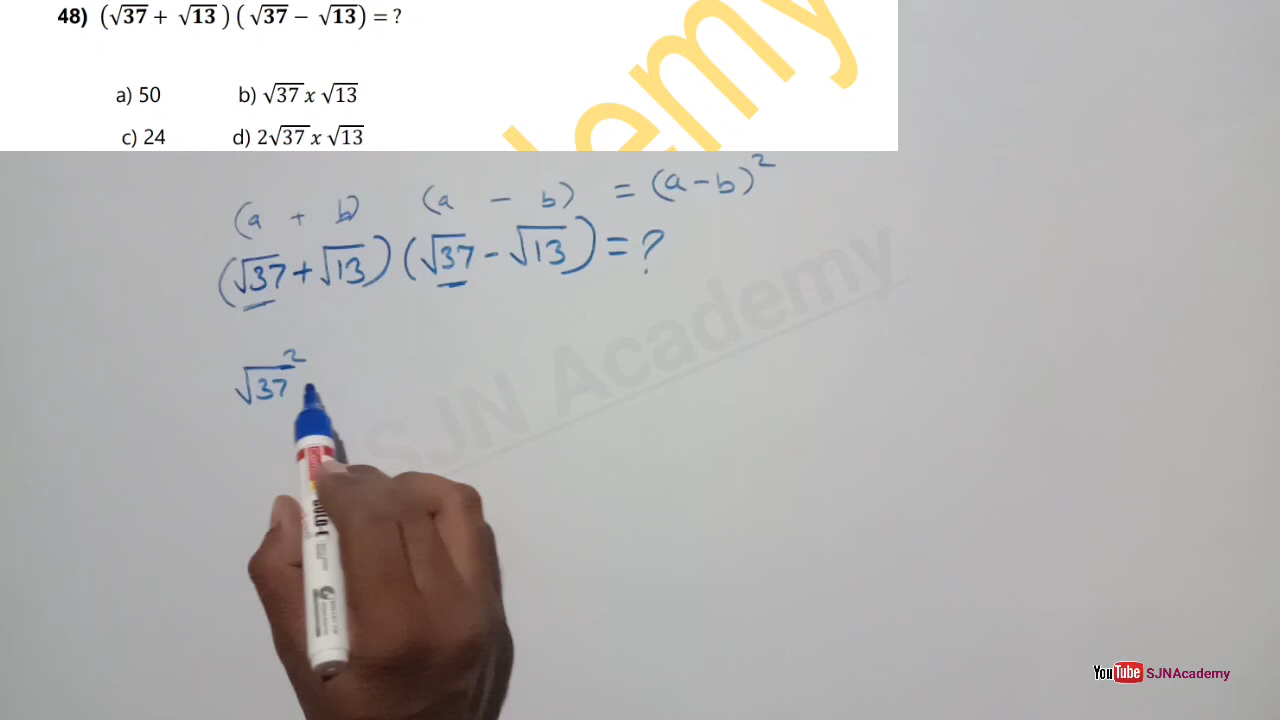 48) (√37 + √13) (√37 − √13) = ?
a) 50 b) √37 x √13
c) 24 d) 2√37 x √13
(a + b) (a − b) = (a−b)²
(√37+√13) (√37−√13) = ?
√37²
SJN Academy
YouTube SJNAcademy